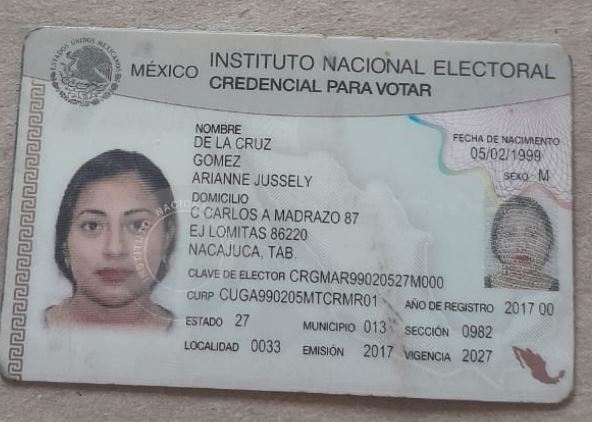 ESTADOS UNIDOS MEXICANOS
MÉXICO INSTITUTO NACIONAL ELECTORAL
CREDENCIAL PARA VOTAR
NOMBRE
DE LA CRUZ
GOMEZ
ARIANNE JUSSELY
FECHA DE NACIMIENTO
05/02/1999
SEXO M
DOMICILIO
C CARLOS A MADRAZO 87
EJ LOMITAS 86220
NACAJUCA, TAB.
CLAVE DE ELECTOR CRGMAR99020527M000
CURP CUGA990205MTCRMR01 AÑO DE REGISTRO 2017 00
ESTADO 27 MUNICIPIO 013 SECCIÓN 0982
LOCALIDAD 0033 EMISIÓN 2017 VIGENCIA 2027